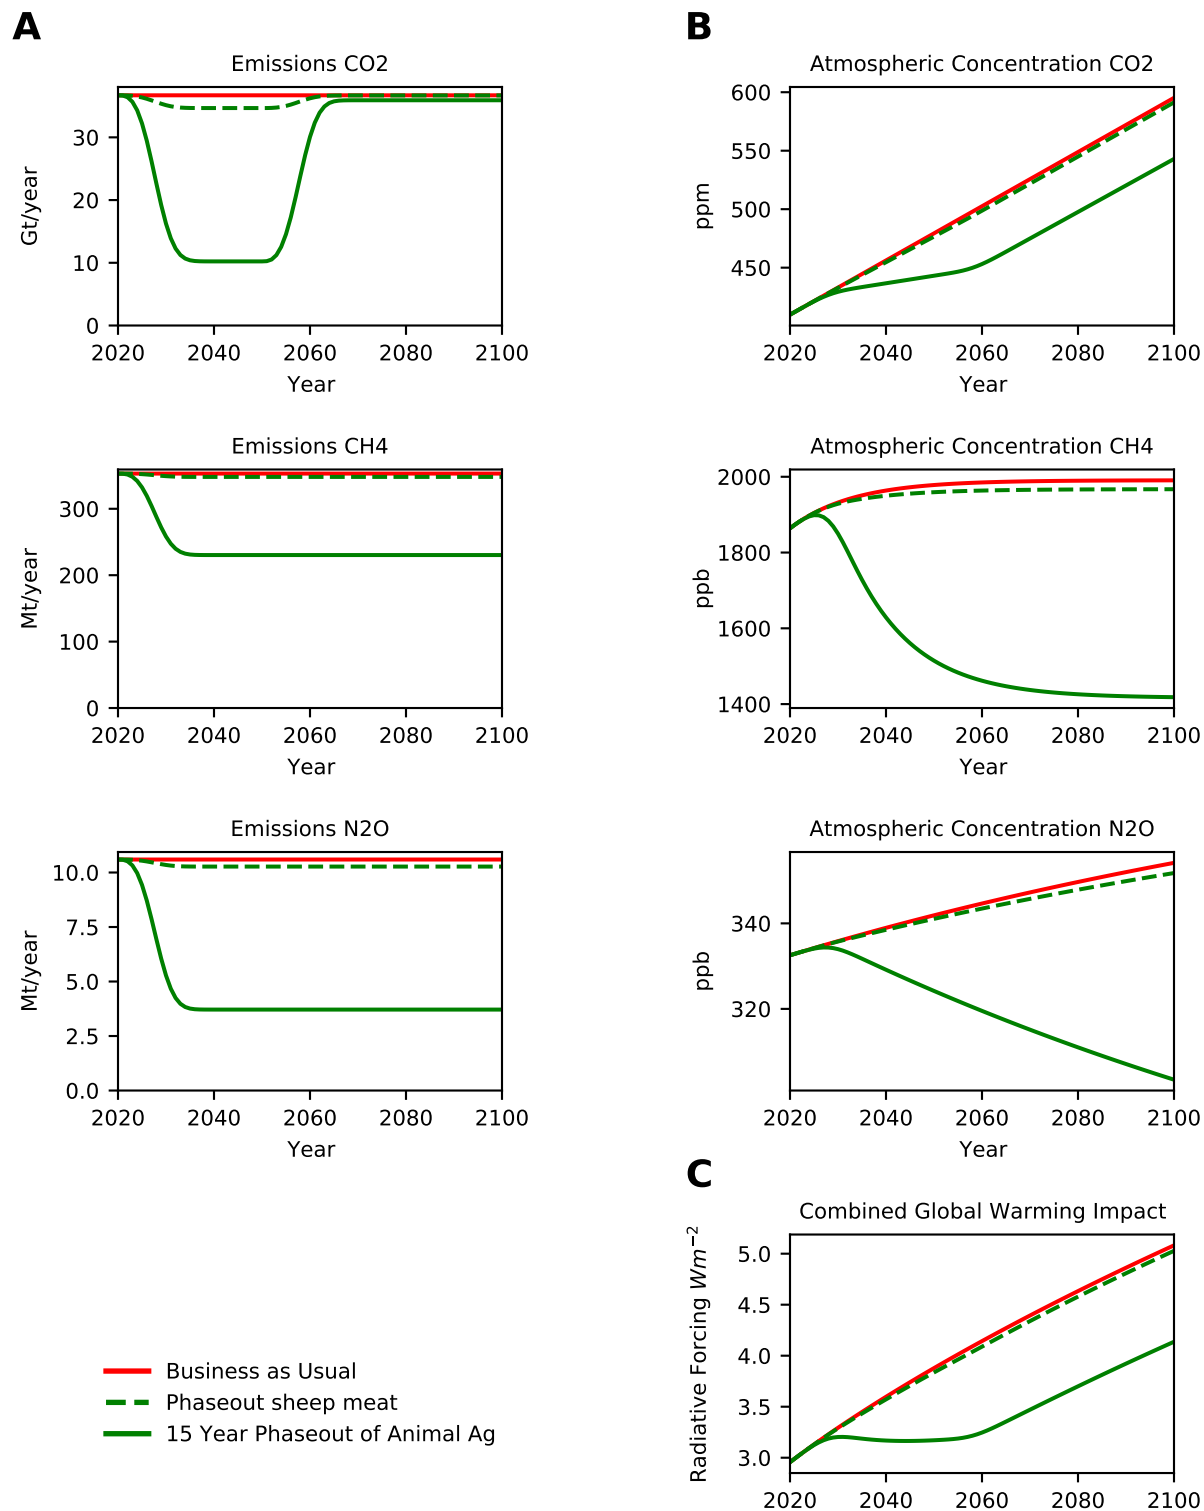 A
Emissions CO2
Gt/year
30
20
10
0
2020 2040 2060 2080 2100
Year
Emissions CH4
Mt/year
300
200
100
0
2020 2040 2060 2080 2100
Year
Emissions N2O
Mt/year
10.0
7.5
5.0
2.5
0.0
2020 2040 2060 2080 2100
Year
B
Atmospheric Concentration CO2
ppm
600
550
500
450
2020 2040 2060 2080 2100
Year
Atmospheric Concentration CH4
ppb
2000
1800
1600
1400
2020 2040 2060 2080 2100
Year
Atmospheric Concentration N2O
ppb
340
320
2020 2040 2060 2080 2100
Year
C
Combined Global Warming Impact
Radiative Forcing Wm⁻²
5.0
4.5
4.0
3.5
3.0
2020 2040 2060 2080 2100
Business as Usual
Phaseout sheep meat
15 Year Phaseout of Animal Ag